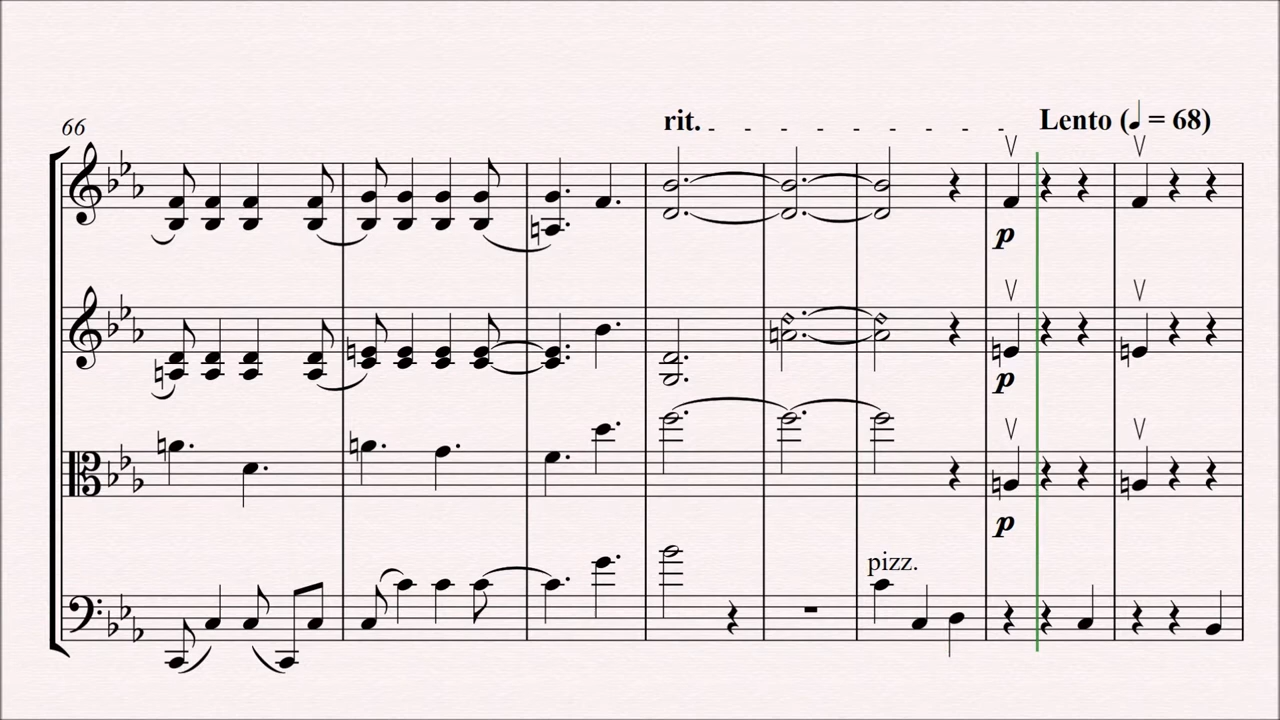 66
rit.
Lento (♩ = 68)
p
p
p
pizz.